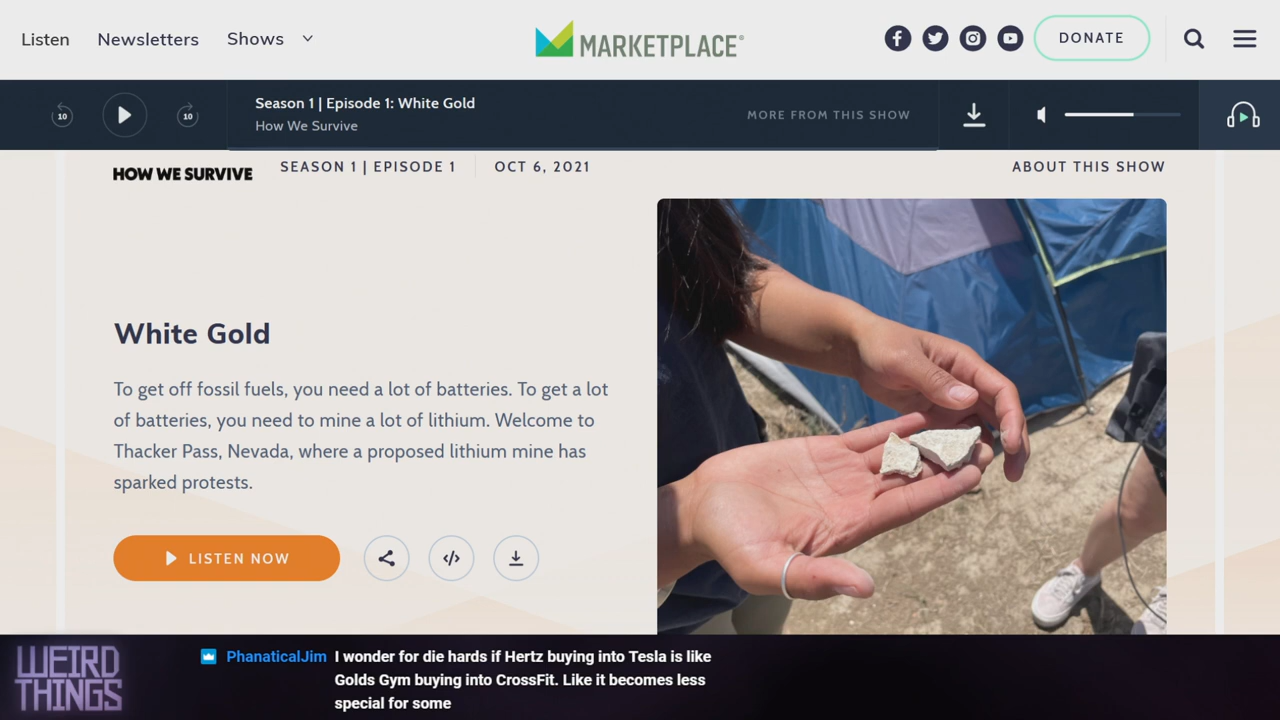 Listen Newsletters Shows MARKETPLACE® DONATE
10 10 Season 1 | Episode 1: White Gold
How We Survive
MORE FROM THIS SHOW
HOW WE SURVIVE SEASON 1 | EPISODE 1 OCT 6, 2021 ABOUT THIS SHOW
White Gold
To get off fossil fuels, you need a lot of batteries. To get a lot
of batteries, you need to mine a lot of lithium. Welcome to
Thacker Pass, Nevada, where a proposed lithium mine has
sparked protests.
LISTEN NOW
WEIRD
THINGS
PhanaticalJim I wonder for die hards if Hertz buying into Tesla is like
Golds Gym buying into CrossFit. Like it becomes less
special for some